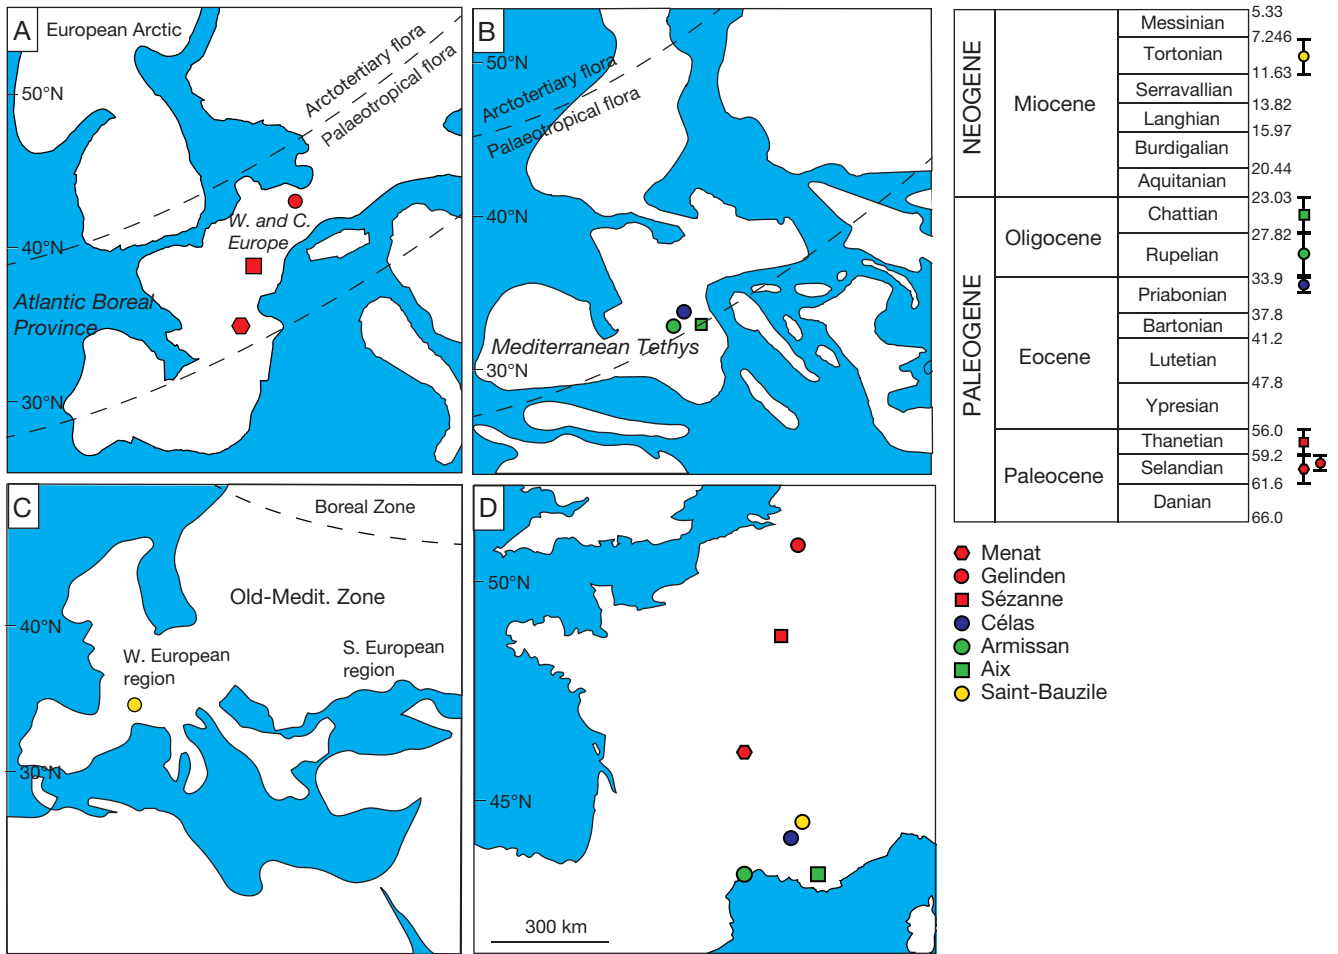 A
European Arctic
50°N
Arctotertiary flora
Palaeotropical flora
W. and C.
Europe
40°N
Atlantic Boreal
Province
30°N
B
50°N
Arctotertiary flora
Palaeotropical flora
40°N
Mediterranean Tethys
30°N
C
Boreal Zone
Old-Medit. Zone
40°N
W. European
region
S. European
region
30°N
D
50°N
45°N
300 km
NEOGENE
PALEOGENE
Miocene
Oligocene
Eocene
Paleocene
Messinian
Tortonian
Serravallian
Langhian
Burdigalian
Aquitanian
Chattian
Rupelian
Priabonian
Bartonian
Lutetian
Ypresian
Thanetian
Selandian
Danian
5.33
7.246
11.63
13.82
15.97
20.44
23.03
27.82
33.9
37.8
41.2
47.8
56.0
59.2
61.6
66.0
Menat
Gelinden
Sézanne
Célas
Armissan
Aix
Saint-Bauzile